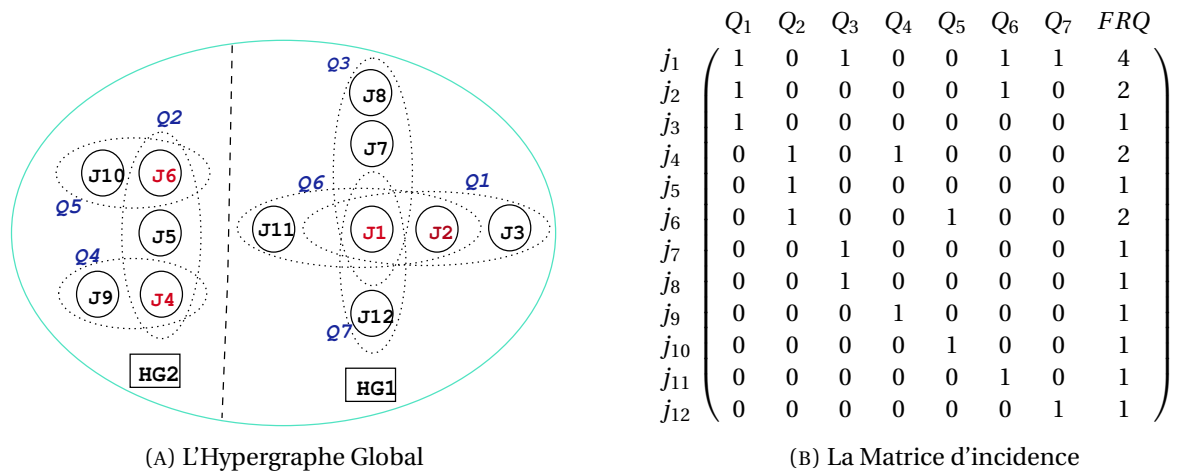 Q3
J8
Q2
J7
J10 J6
Q6 Q1
Q5
J11 J1 J2 J3
J5
Q4
J9 J4
J12
Q7
HG2
HG1
(A) L'Hypergraphe Global
Q1 Q2 Q3 Q4 Q5 Q6 Q7 FRQ
j1 1 0 1 0 0 1 1 4
j2 1 0 0 0 0 1 0 2
j3 1 0 0 0 0 0 0 1
j4 0 1 0 1 0 0 0 2
j5 0 1 0 0 0 0 0 1
j6 0 1 0 0 1 0 0 2
j7 0 0 1 0 0 0 0 1
j8 0 0 1 0 0 0 0 1
j9 0 0 0 1 0 0 0 1
j10 0 0 0 0 1 0 0 1
j11 0 0 0 0 0 1 0 1
j12 0 0 0 0 0 0 1 1
(B) La Matrice d'incidence